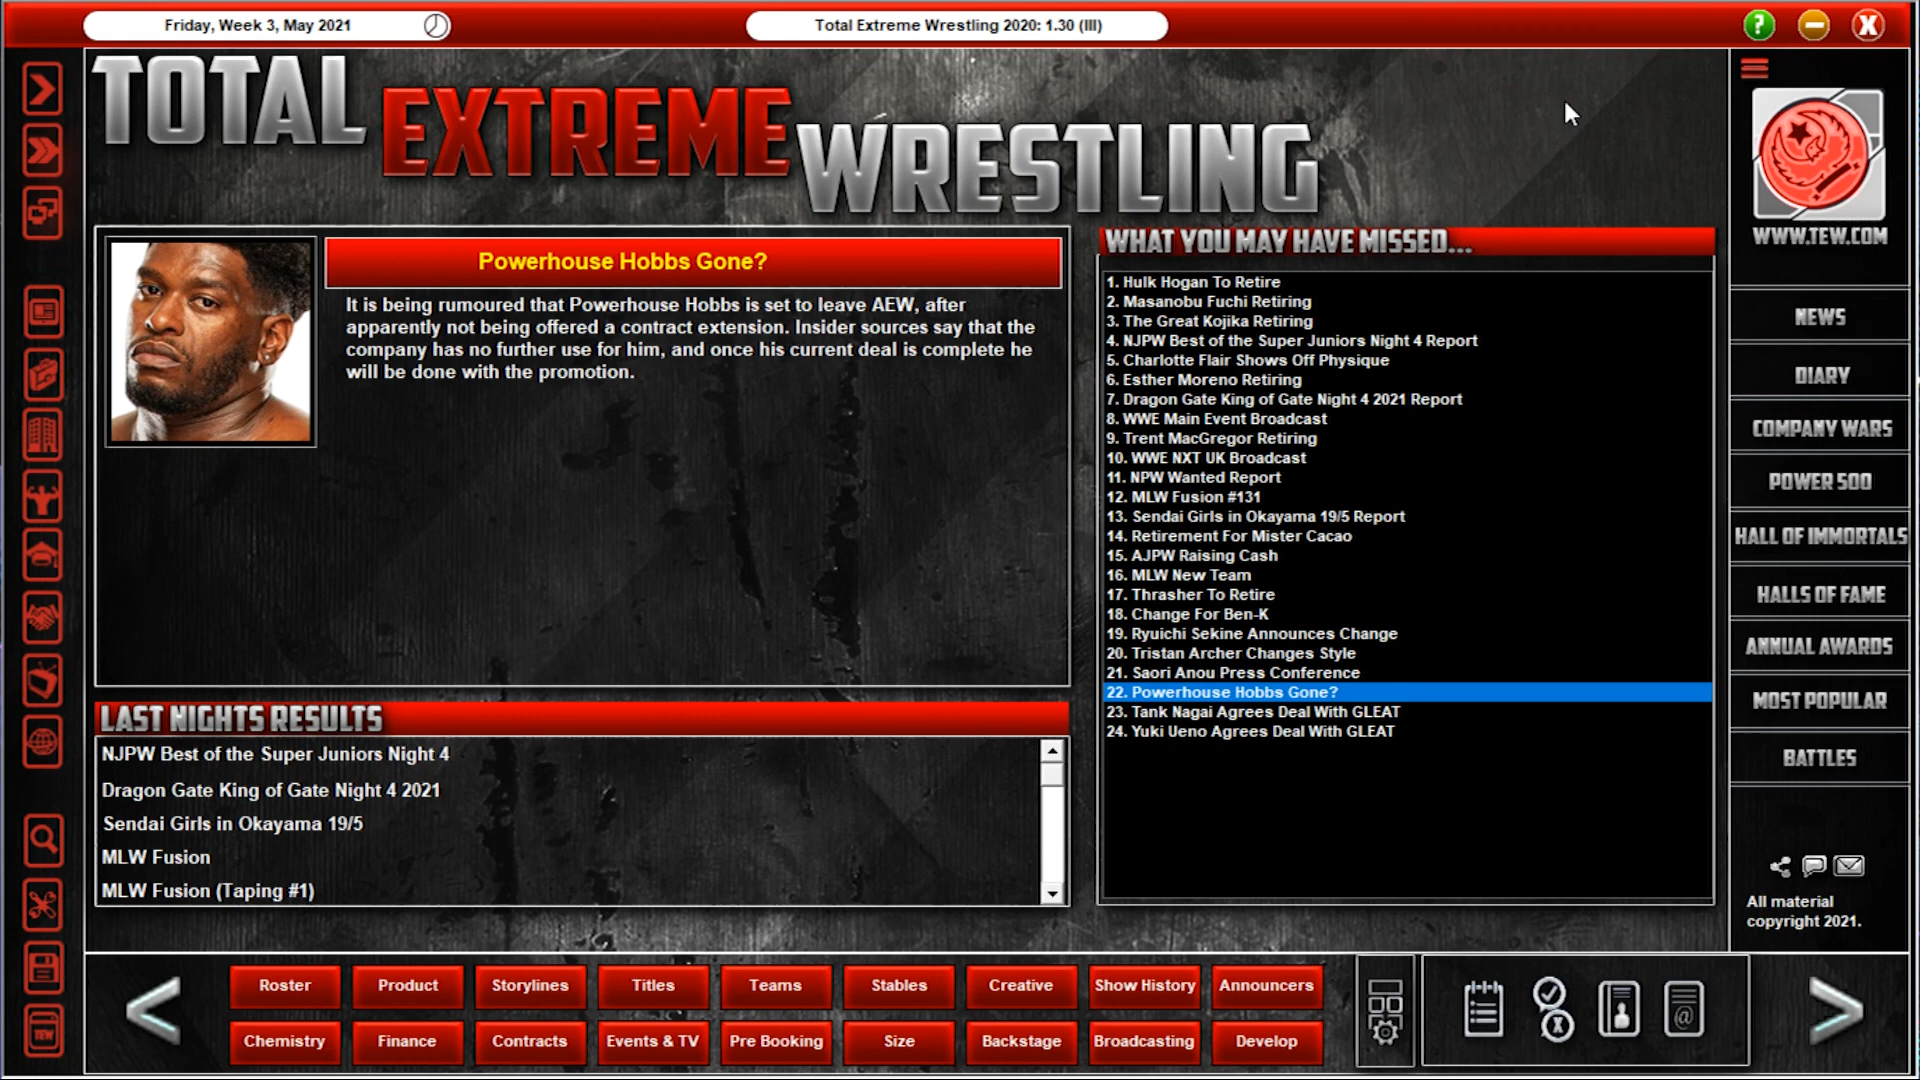 Friday, Week 3, May 2021
Total Extreme Wrestling 2020: 1.30 (III)
?
X
TOTAL EXTREME WRESTLING
WWW.TEW.COM
Powerhouse Hobbs Gone?
It is being rumoured that Powerhouse Hobbs is set to leave AEW, after
apparently not being offered a contract extension. Insider sources say that the
company has no further use for him, and once his current deal is complete he
will be done with the promotion.
LAST NIGHTS RESULTS
NJPW Best of the Super Juniors Night 4
Dragon Gate King of Gate Night 4 2021
Sendai Girls in Okayama 19/5
MLW Fusion
MLW Fusion (Taping #1)
WHAT YOU MAY HAVE MISSED...
1. Hulk Hogan To Retire
2. Masanobu Fuchi Retiring
3. The Great Kojika Retiring
4. NJPW Best of the Super Juniors Night 4 Report
5. Charlotte Flair Shows Off Physique
6. Esther Moreno Retiring
7. Dragon Gate King of Gate Night 4 2021 Report
8. WWE Main Event Broadcast
9. Trent MacGregor Retiring
10. WWE NXT UK Broadcast
11. NPW Wanted Report
12. MLW Fusion #131
13. Sendai Girls in Okayama 19/5 Report
14. Retirement For Mister Cacao
15. AJPW Raising Cash
16. MLW New Team
17. Thrasher To Retire
18. Change For Ben-K
19. Ryuichi Sekine Announces Change
20. Tristan Archer Changes Style
21. Saori Anou Press Conference
22. Powerhouse Hobbs Gone?
23. Tank Nagai Agrees Deal With GLEAT
24. Yuki Ueno Agrees Deal With GLEAT
NEWS
DIARY
COMPANY WARS
POWER 500
HALL OF IMMORTALS
HALLS OF FAME
ANNUAL AWARDS
MOST POPULAR
BATTLES
All material
copyright 2021.
Roster
Product
Storylines
Titles
Teams
Stables
Creative
Show History
Announcers
Chemistry
Finance
Contracts
Events & TV
Pre Booking
Size
Backstage
Broadcasting
Develop
TEW
@